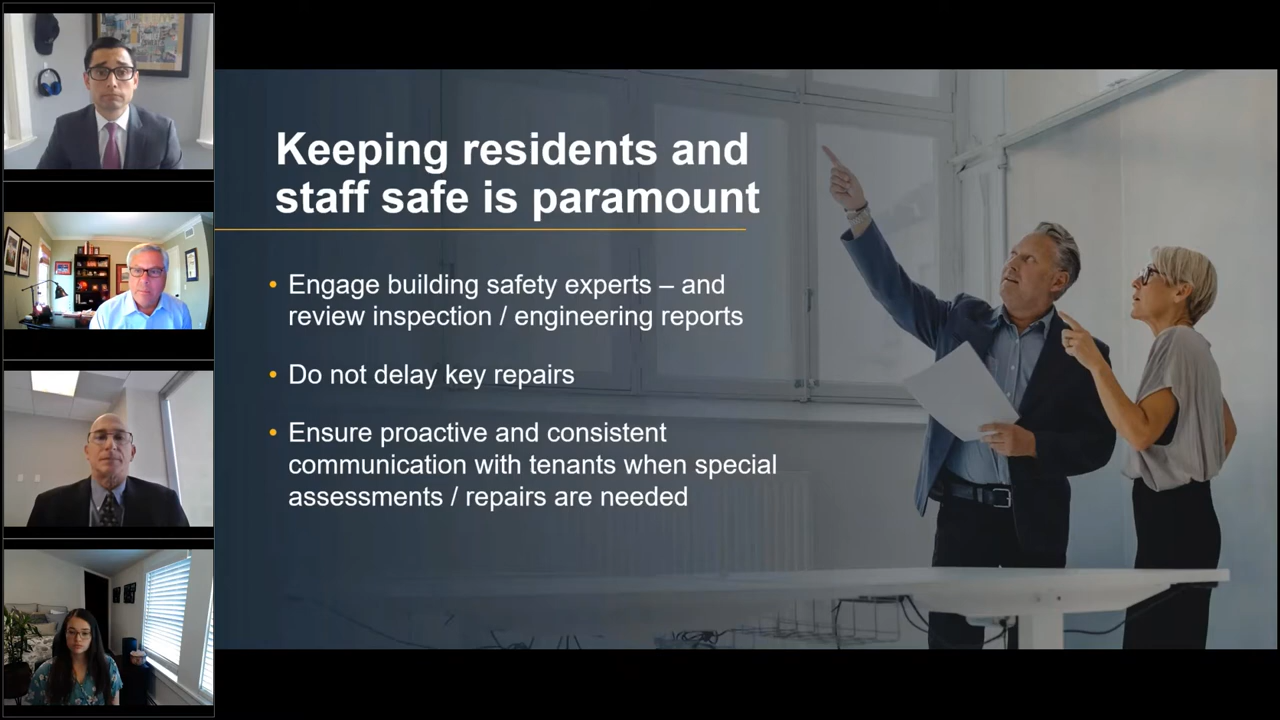 Keeping residents and
staff safe is paramount
• Engage building safety experts – and
review inspection / engineering reports
• Do not delay key repairs
• Ensure proactive and consistent
communication with tenants when special
assessments / repairs are needed